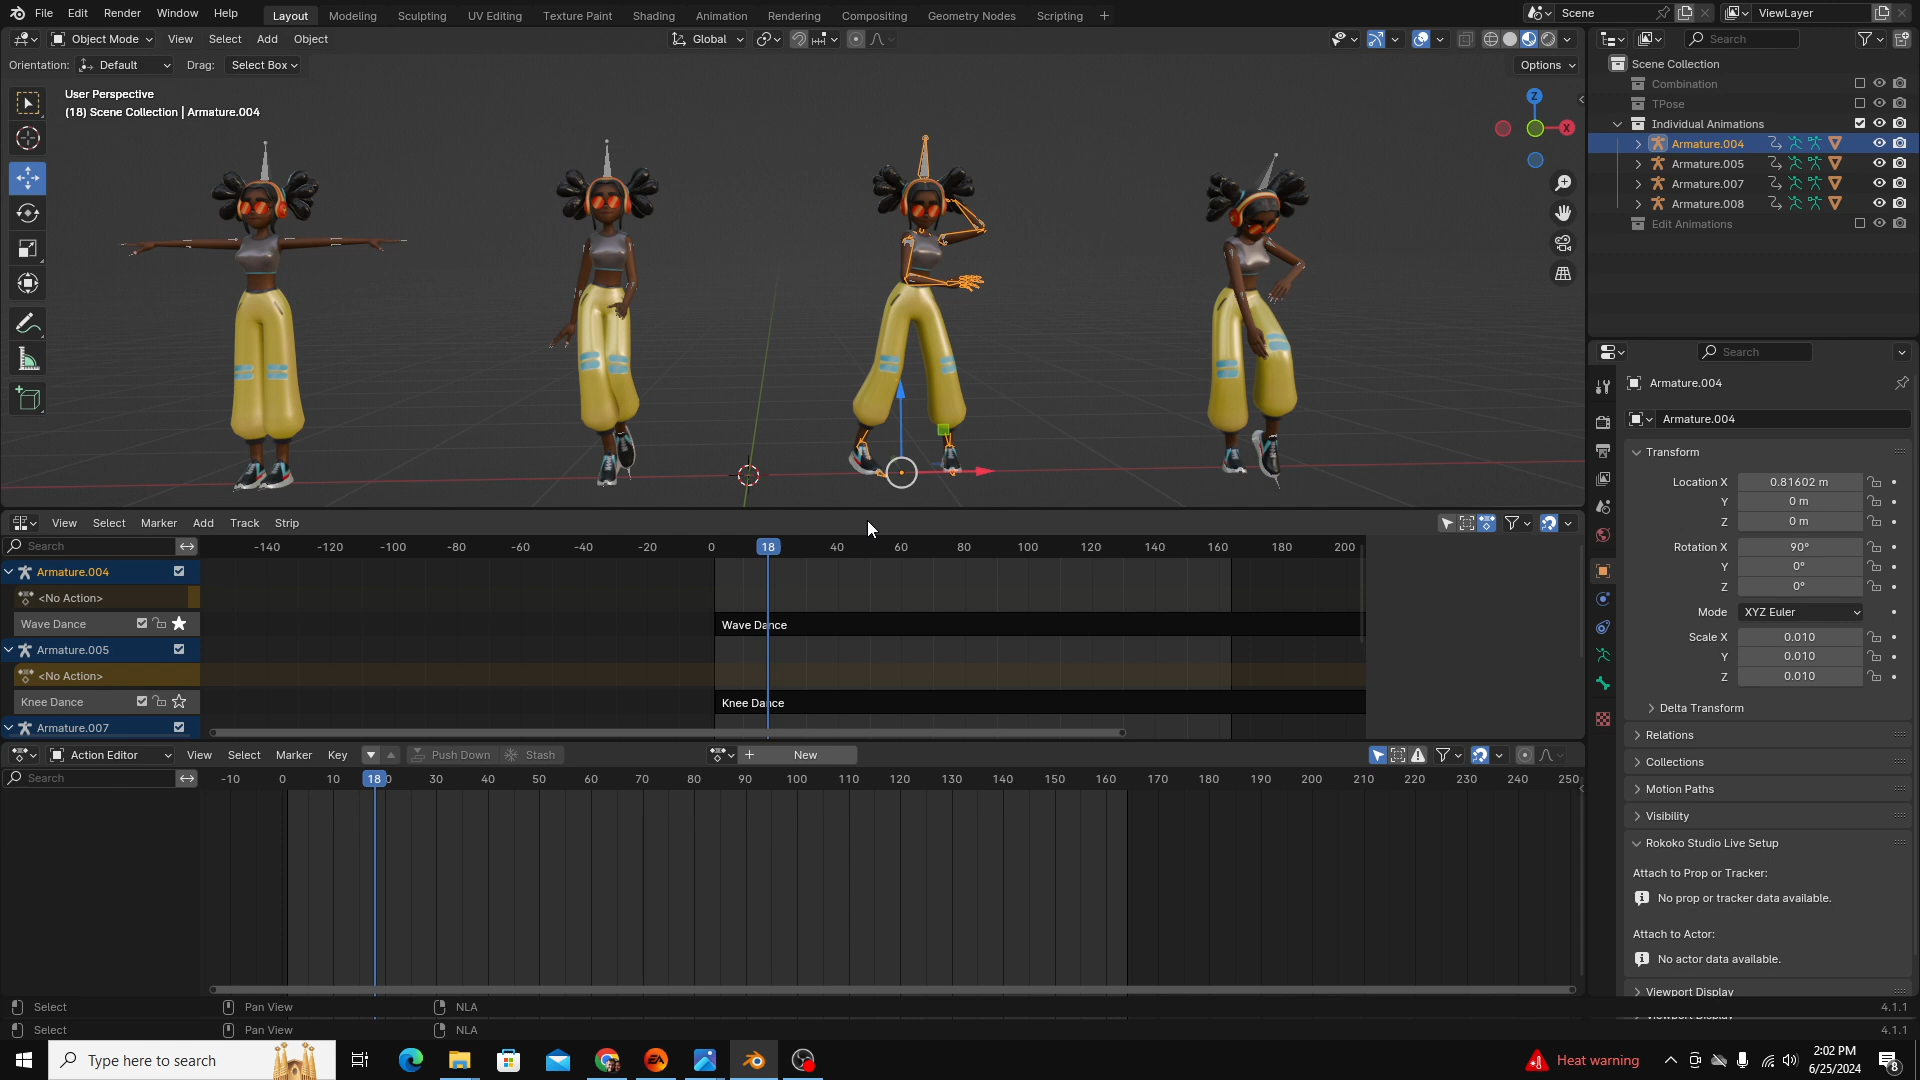 File Edit Render Window Help Layout Modeling Sculpting UV Editing Texture Paint Shading Animation Rendering Compositing Geometry Nodes Scripting + Scene ViewLayer
Object Mode View Select Add Object Global Search
Orientation: Default Drag: Select Box Options
User Perspective
(18) Scene Collection | Armature.004
Z
X
Scene Collection
Combination
TPose
Individual Animations
Armature.004
Armature.005
Armature.007
Armature.008
Edit Animations
Search
Armature.004
Armature.004
Transform
Location X 0.81602 m
Y 0 m
Z 0 m
Rotation X 90°
Y 0°
Z 0°
Mode XYZ Euler
Scale X 0.010
Y 0.010
Z 0.010
Delta Transform
Relations
Collections
Motion Paths
Visibility
Rokoko Studio Live Setup
Attach to Prop or Tracker:
No prop or tracker data available.
Attach to Actor:
No actor data available.
Viewport Display
View Select Marker Add Track Strip
Search -140 -120 -100 -80 -60 -40 -20 0 18 40 60 80 100 120 140 160 180 200
Armature.004
<No Action>
Wave Dance Wave Dance
Armature.005
<No Action>
Knee Dance Knee Dance
Armature.007
Action Editor View Select Marker Key Push Down Stash + New
Search -10 0 10 18 30 40 50 60 70 80 90 100 110 120 130 140 150 160 170 180 190 200 210 220 230 240 250
Select Pan View NLA 4.1.1
Select Pan View NLA 4.1.1
Type here to search EA Heat warning 2:02 PM
6/25/2024 8